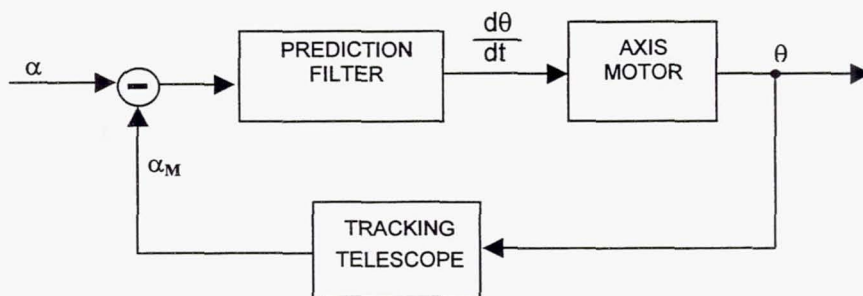 α
PREDICTION
FILTER
dθ
dt
AXIS
MOTOR
θ
α_M
TRACKING
TELESCOPE